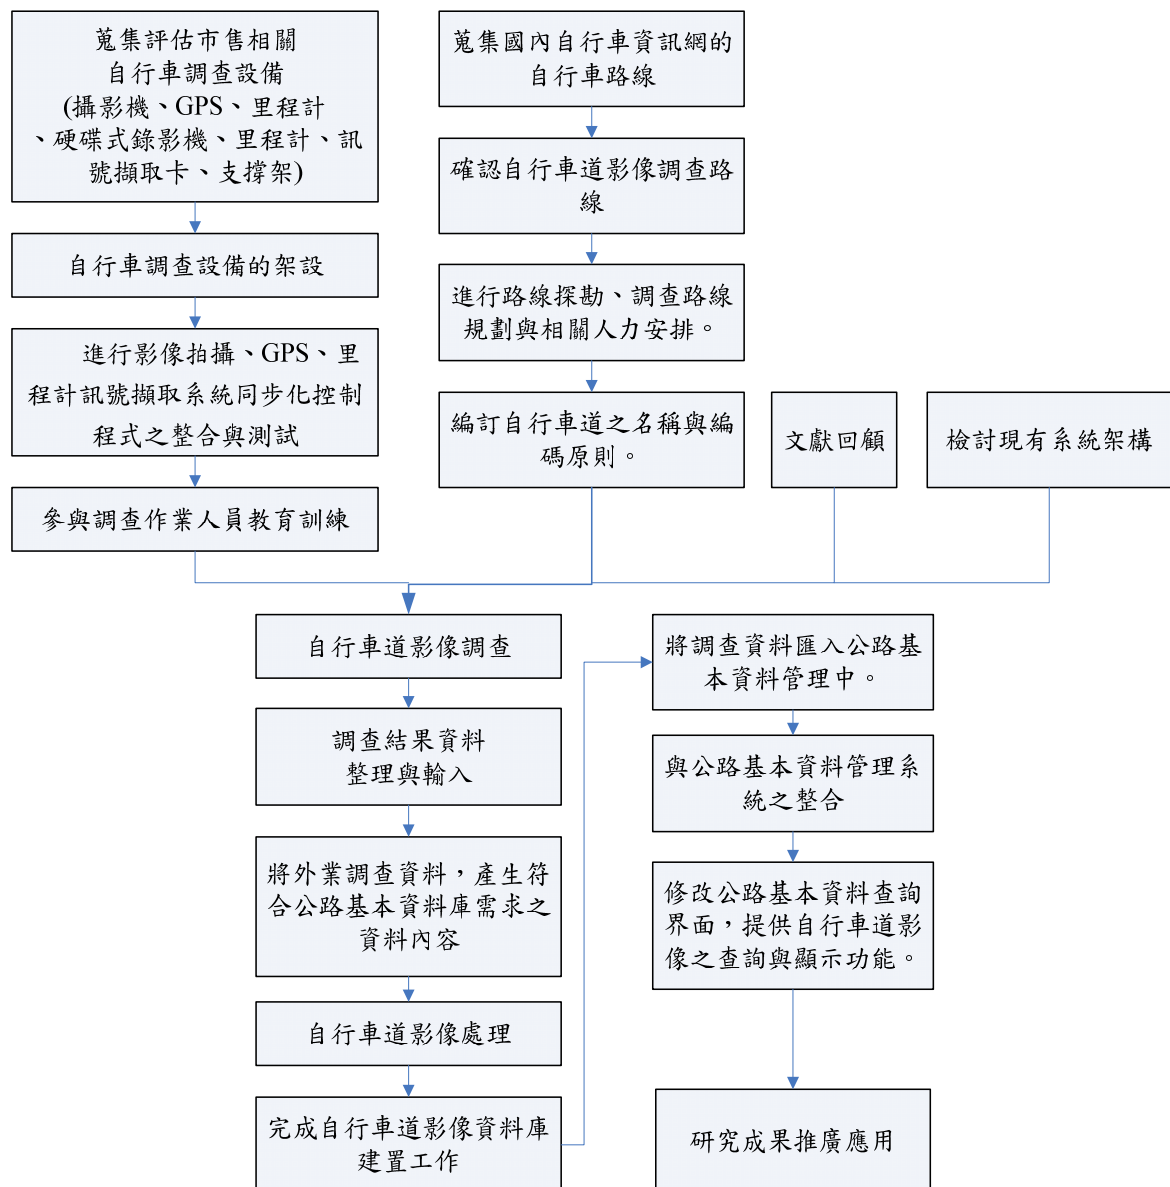 蒐集評估市售相關
自行車調查設備
(攝影機、GPS、里程計
、硬碟式錄影機、里程計、訊
號擷取卡、支撐架)
自行車調查設備的架設
進行影像拍攝、GPS、里
程計訊號擷取系統同步化控制
程式之整合與測試
參與調查作業人員教育訓練
蒐集國內自行車資訊網的
自行車路線
確認自行車道影像調查路
線
進行路線探勘、調查路線
規劃與相關人力安排。
編訂自行車道之名稱與編
碼原則。
文獻回顧
檢討現有系統架構
自行車道影像調查
調查結果資料
整理與輸入
將外業調查資料，產生符
合公路基本資料庫需求之
資料內容
自行車道影像處理
完成自行車道影像資料庫
建置工作
將調查資料匯入公路基
本資料管理中。
與公路基本資料管理系
統之整合
修改公路基本資料查詢
界面，提供自行車道影
像之查詢與顯示功能。
研究成果推廣應用